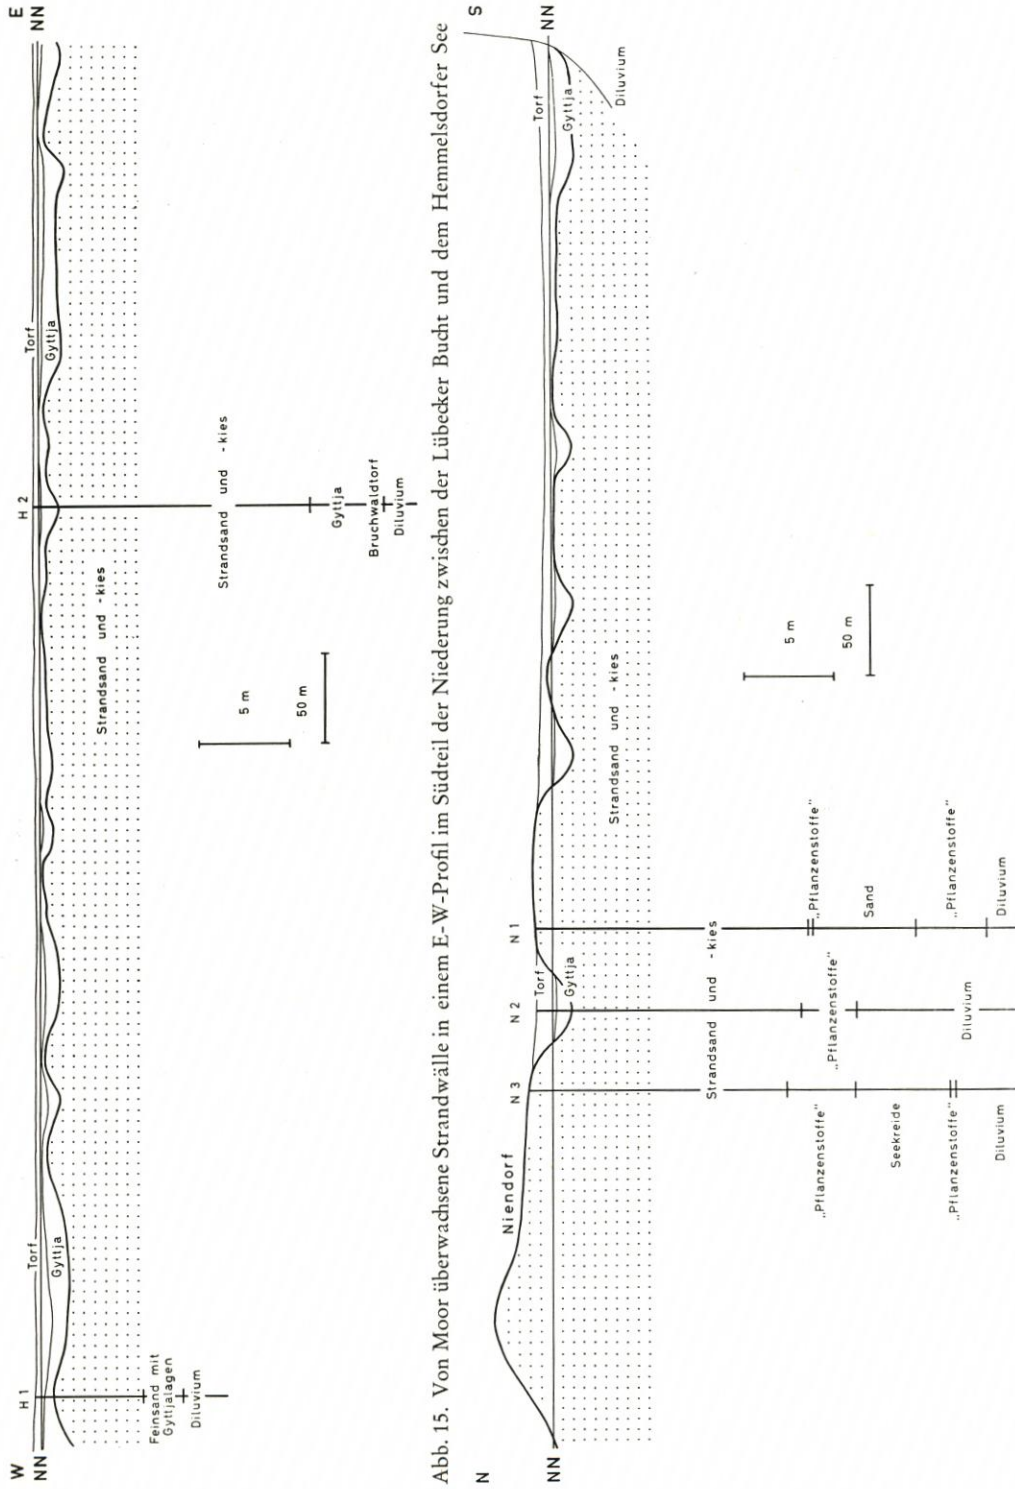 W
E
NN
NN
H 1
H 2
Torf
Gyttja
Torf
Gyttja
Strandsand und -kies
Feinsand mit
Gyttjalagen
Diluvium
5 m
50 m
Strandsand und -kies
Gyttja
Bruchwaldtorf
Diluvium
Abb. 15. Von Moor überwachsene Strandwälle in einem E-W-Profil im Südteil der Niederung zwischen der Lübecker Bucht und dem Hemmelsdorfer See
N
S
NN
NN
Niendorf
N 3
N 2
N 1
Torf
Gyttja
Torf
Gyttja
Diluvium
Strandsand und -kies
Strandsand und -kies
„Pflanzenstoffe"
Seekreide
„Pflanzenstoffe"
Diluvium
„Pflanzenstoffe"
Diluvium
„Pflanzenstoffe"
Sand
„Pflanzenstoffe"
Diluvium
5 m
50 m